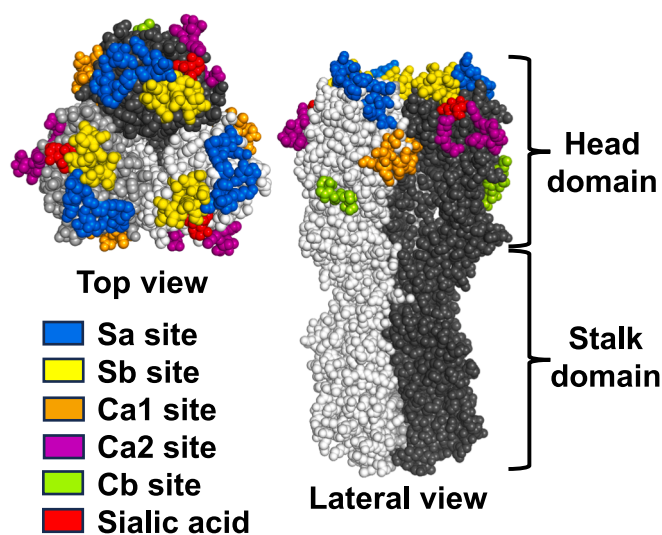 Top view
Sa site
Sb site
Ca1 site
Ca2 site
Cb site
Sialic acid
Head
domain
Stalk
domain
Lateral view